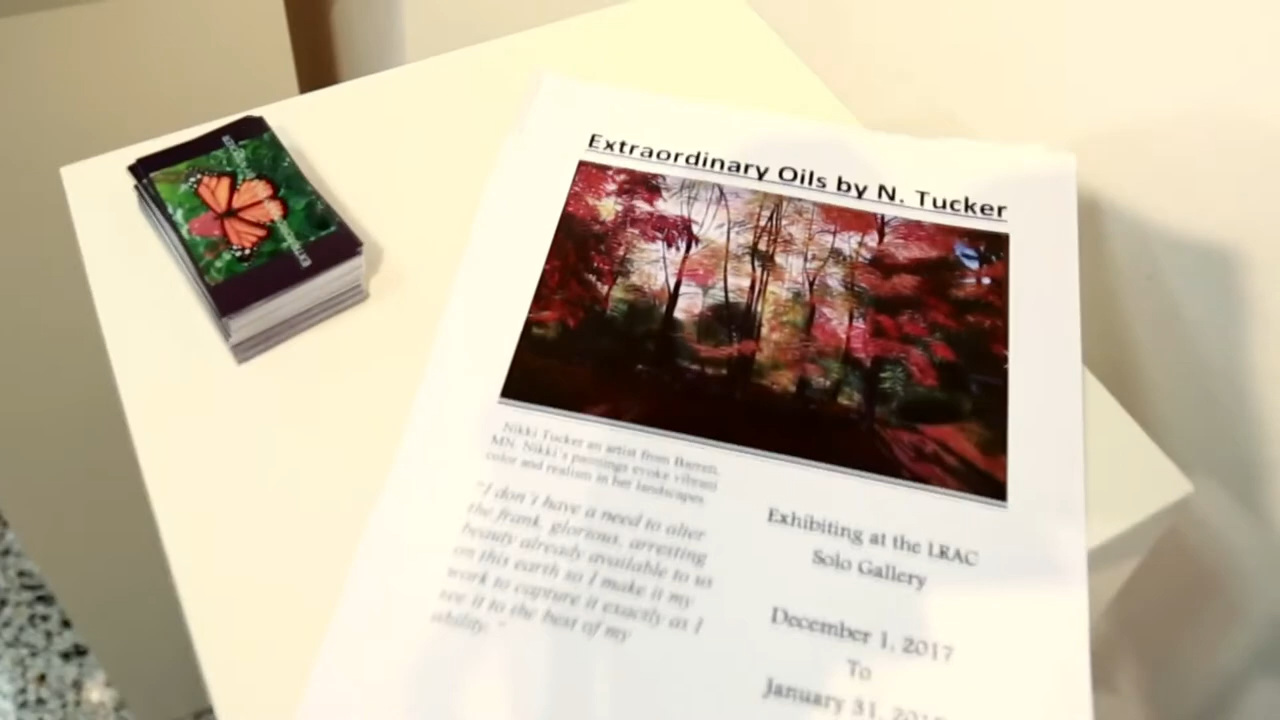 Extraordinary Oils by N. Tucker
Nikki Tucker an artist from Barrett,
MN. Nikki's paintings evoke vibrant
color and realism in her landscapes
"I don't have a need to alter
the frank, glorious, arresting
beauty already available to us
on this earth so I make it my
work to capture it exactly as I
see it to the best of my
ability."
Exhibiting at the LRAC
Solo Gallery
December 1, 2017
To
January 31,